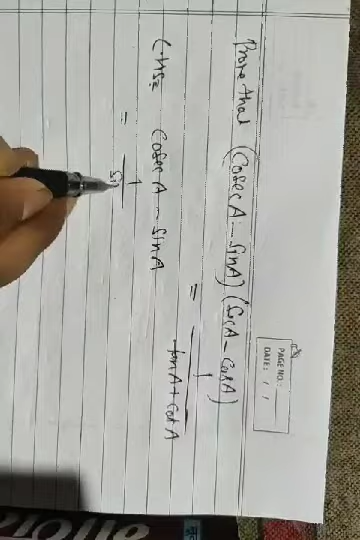 PAGE NO.:
DATE: / /
Prove that (CosecA - SinA) (SecA - CosA)
= 1
tanA + cotA
LHS= CosecA - SinA
= 1
Si